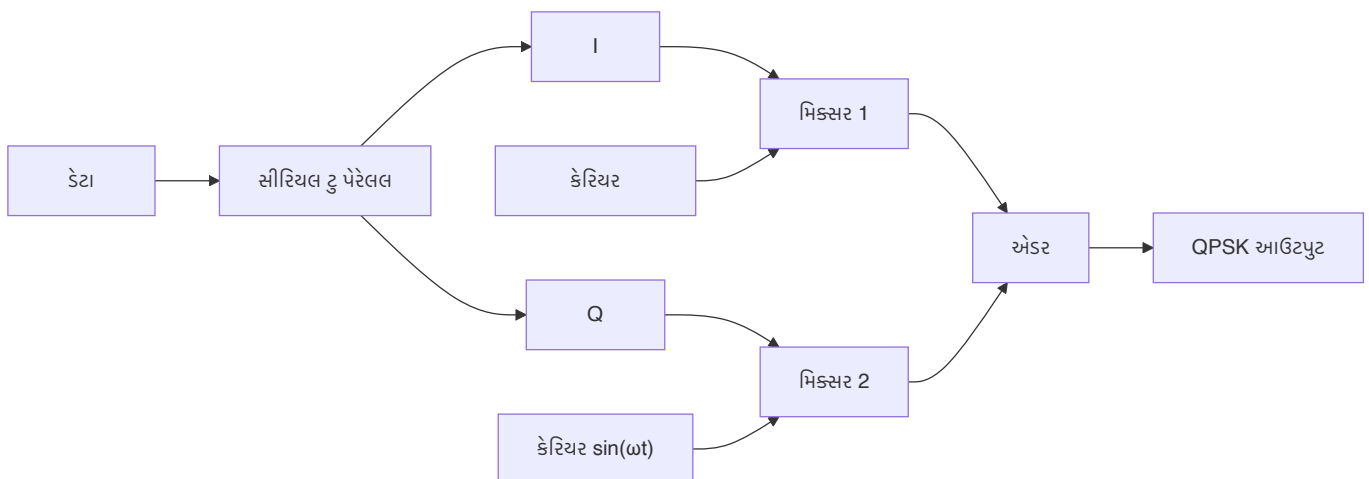 ડેટા
સીરિયલ ટુ પેરેલલ
I
કેરિયર
મિક્સર 1
Q
કેરિયર sin(ωt)
મિક્સર 2
એડર
QPSK આઉટપુટ